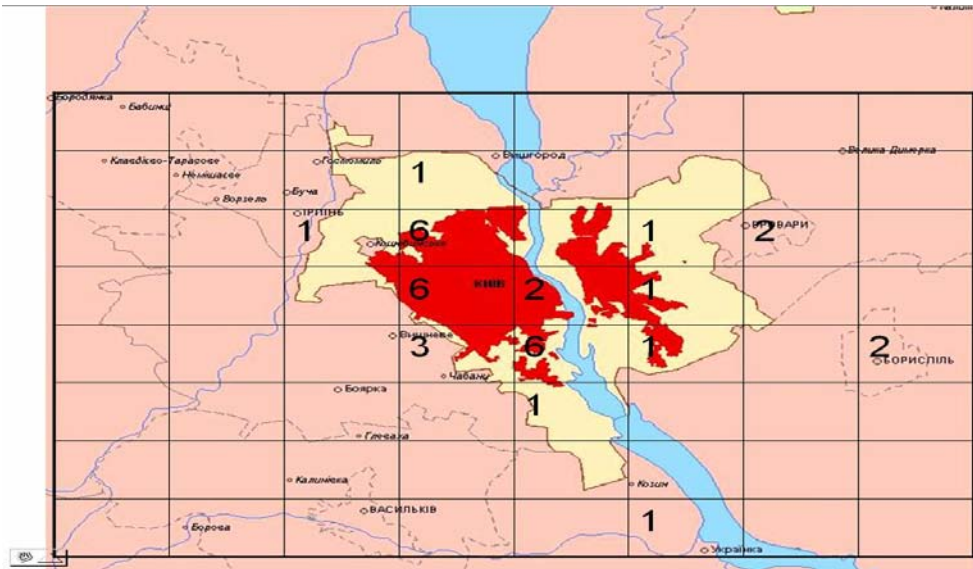 Бородянка
Бабинці
Клавдієво-Тарасове
Гостомель
Вишгород
Велика Димерка
1
Немішаєве
Буча
Ворзель
ІРПІНЬ
1
6
1
БРОВАРИ
2
Коцюбинське
6
КИЇВ
2
1
Вишневе
3
6
1
2
БОРИСПІЛЬ
Чабани
Боярка
1
Глеваха
Калинівка
Козин
ВАСИЛЬКІВ
1
Борова
Українка